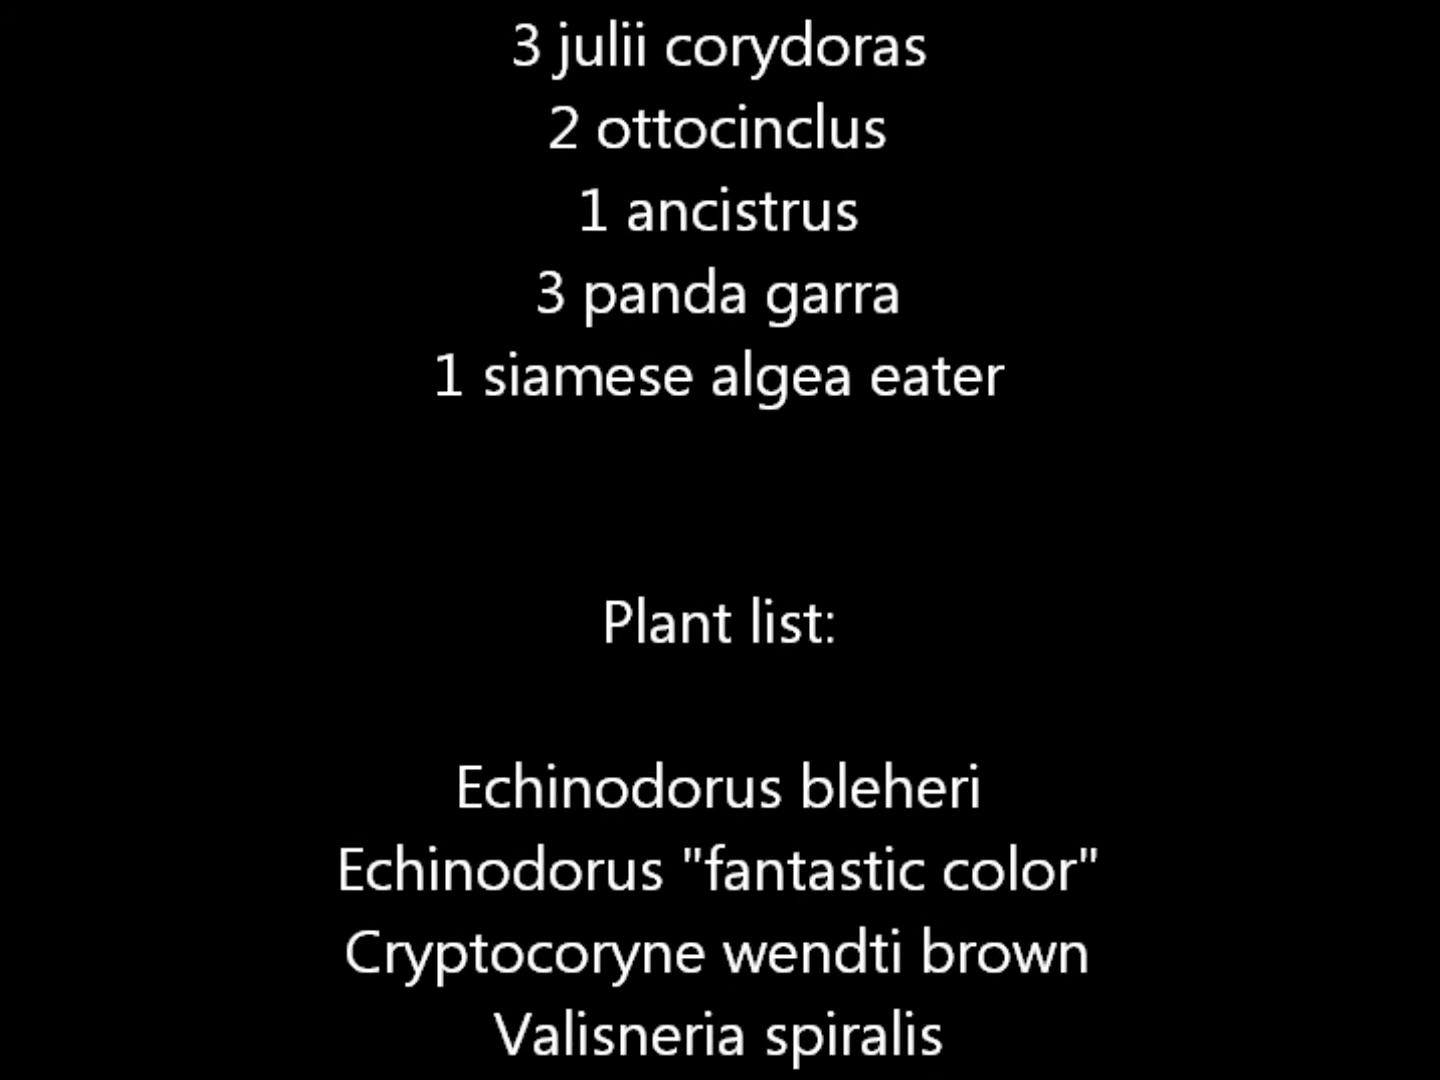 3 julii corydoras
2 ottocinclus
1 ancistrus
3 panda garra
1 siamese algea eater
Plant list:
Echinodorus bleheri
Echinodorus "fantastic color"
Cryptocoryne wendti brown
Valisneria spiralis